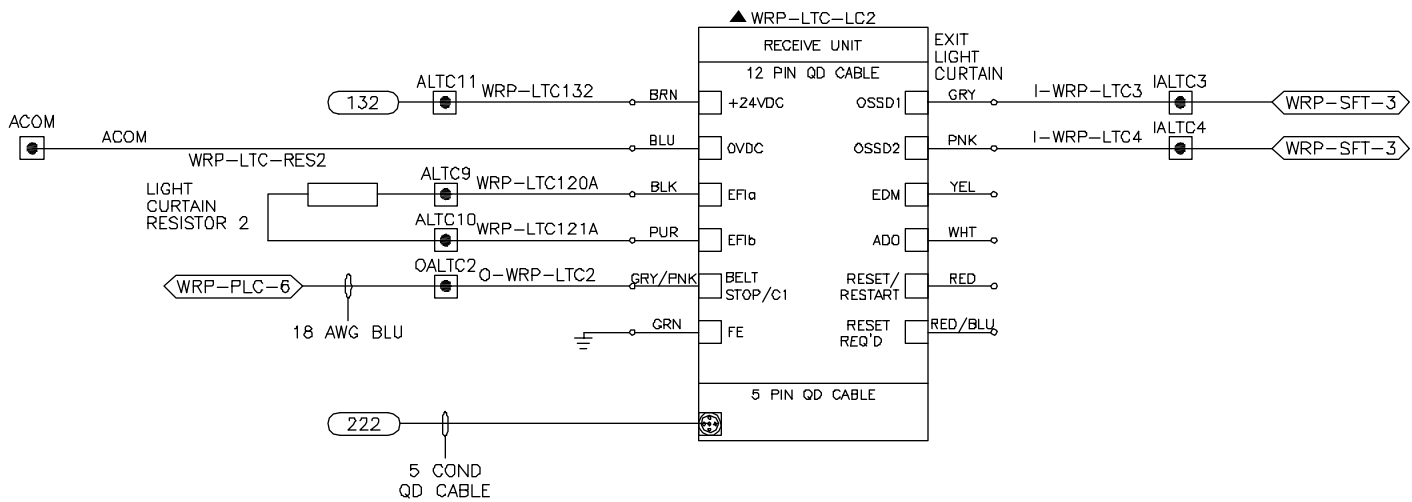 WRP-LTC-LC2
RECEIVE UNIT
EXIT
LIGHT
CURTAIN
12 PIN QD CABLE
132
ALTC11
WRP-LTC132
BRN
+24VDC
OSSD1
GRY
I-WRP-LTC3
IALTC3
WRP-SFT-3
ACOM
ACOM
BLU
0VDC
OSSD2
PNK
I-WRP-LTC4
IALTC4
WRP-SFT-3
WRP-LTC-RES2
LIGHT
CURTAIN
RESISTOR 2
ALTC9
WRP-LTC120A
BLK
EFIa
EDM
YEL
ALTC10
WRP-LTC121A
PUR
EFIb
ADO
WHT
WRP-PLC-6
OALTC2
O-WRP-LTC2
GRY/PNK
BELT
STOP/C1
RESET/
RESTART
RED
18 AWG BLU
GRN
FE
RESET
REQ'D
RED/BLU
5 PIN QD CABLE
222
5 COND
QD CABLE